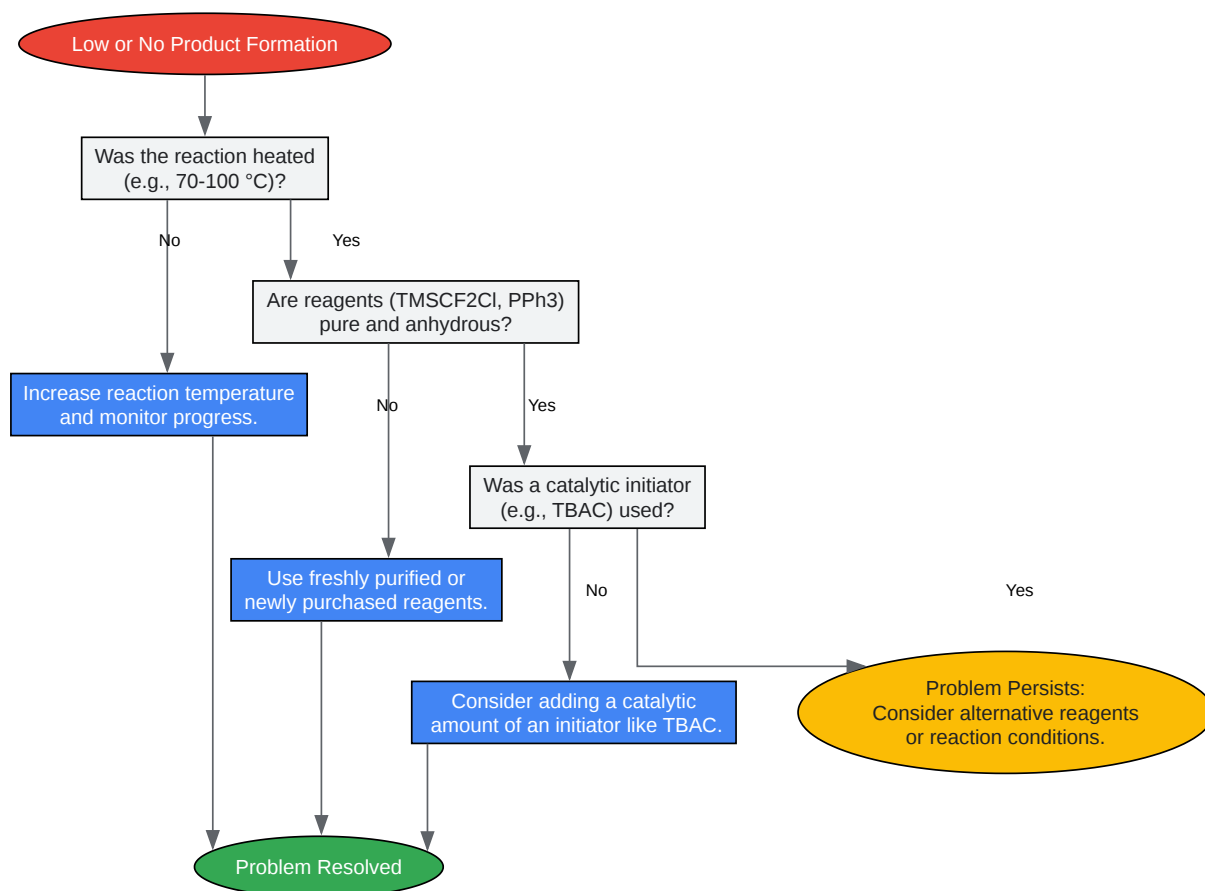 Low or No Product Formation
Was the reaction heated
(e.g., 70-100 °C)?
No
Yes
Are reagents (TMSCF2Cl, PPh3)
pure and anhydrous?
Increase reaction temperature
and monitor progress.
No
Yes
Was a catalytic initiator
(e.g., TBAC) used?
Use freshly purified or
newly purchased reagents.
No
Yes
Consider adding a catalytic
amount of an initiator like TBAC.
Problem Persists:
Consider alternative reagents
or reaction conditions.
Problem Resolved